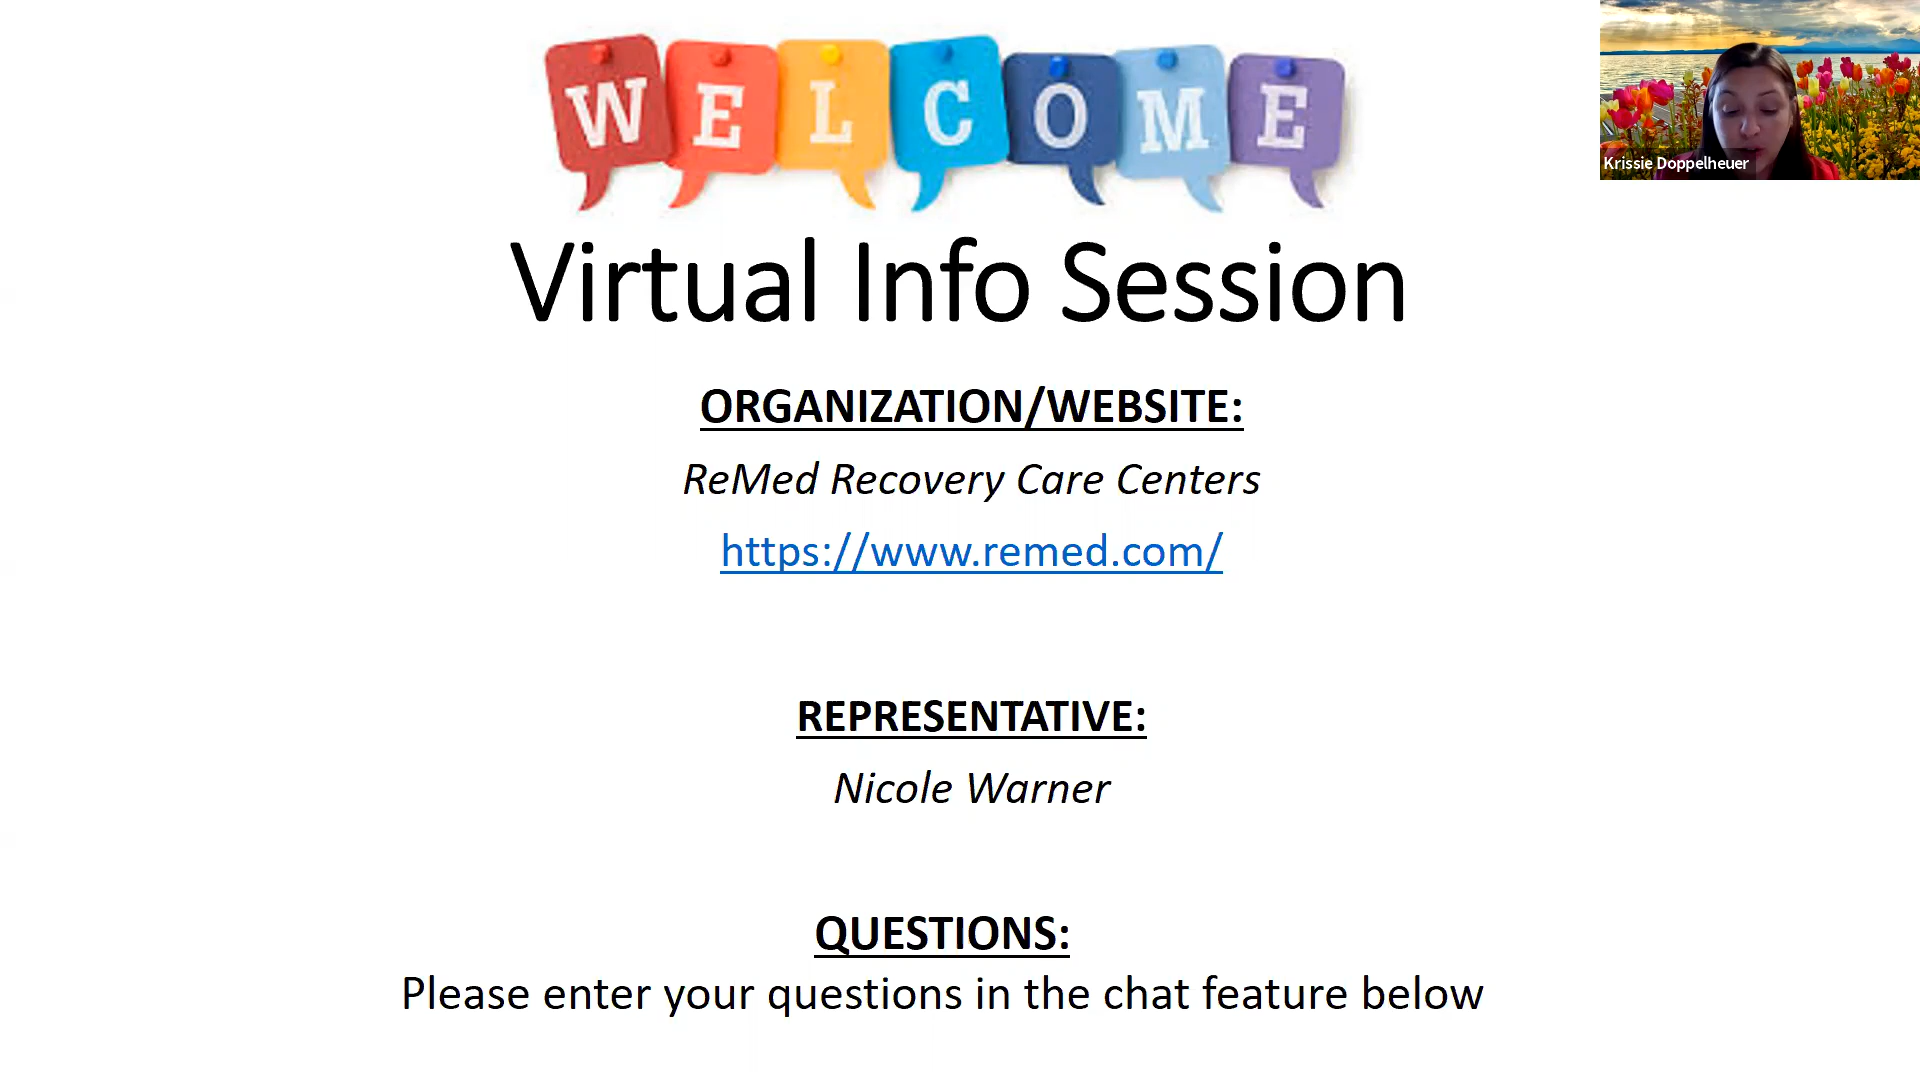 WELCOME
Krissie Doppelheuer
Virtual Info Session
ORGANIZATION/WEBSITE:
ReMed Recovery Care Centers
https://www.remed.com/
REPRESENTATIVE:
Nicole Warner
QUESTIONS:
Please enter your questions in the chat feature below